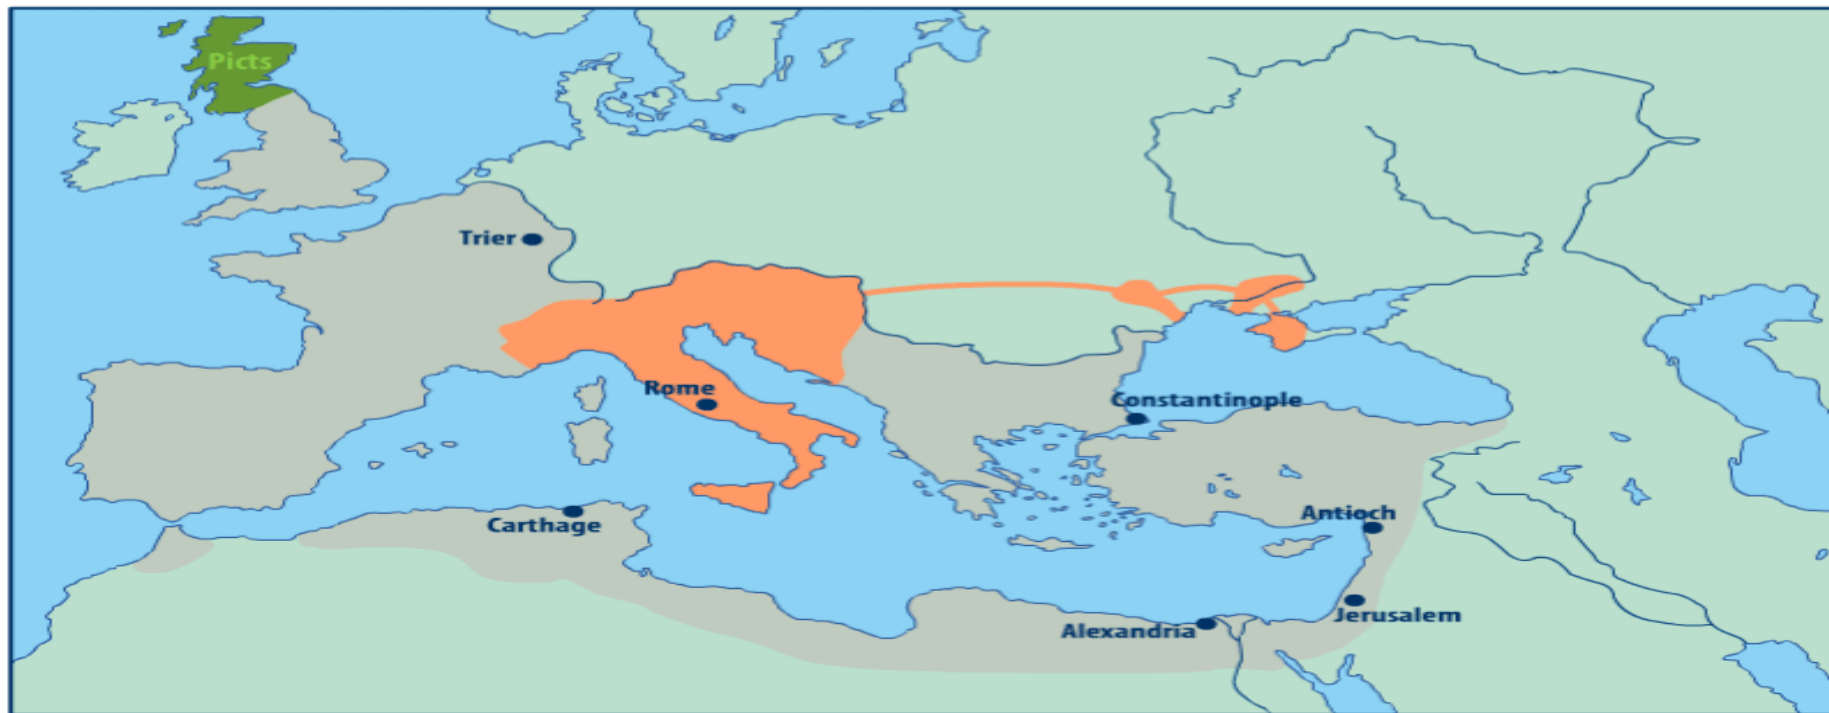 Picts
Trier
Rome
Constantinople
Carthage
Antioch
Jerusalem
Alexandria